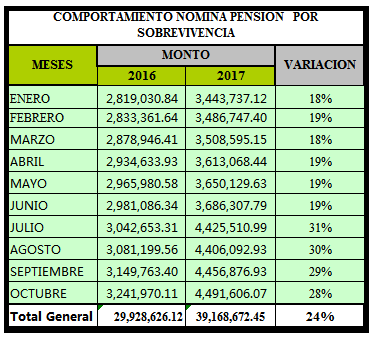 COMPORTAMIENTO NOMINA PENSION POR
SOBREVIVENCIA
MESES MONTO VARIACION
2016 2017
ENERO 2,819,030.84 3,443,737.12 18%
FEBRERO 2,833,361.64 3,486,747.40 19%
MARZO 2,878,946.41 3,508,595.15 18%
ABRIL 2,934,633.93 3,613,068.44 19%
MAYO 2,965,980.58 3,650,129.63 19%
JUNIO 2,981,086.34 3,686,307.79 19%
JULIO 3,042,653.31 4,425,510.99 31%
AGOSTO 3,081,199.56 4,406,092.93 30%
SEPTIEMBRE 3,149,763.40 4,456,876.93 29%
OCTUBRE 3,241,970.11 4,491,606.07 28%
Total General 29,928,626.12 39,168,672.45 24%